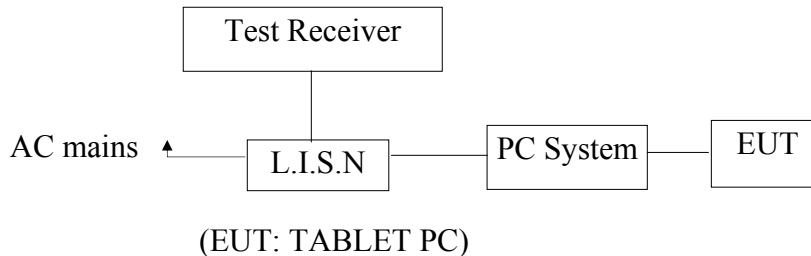 Test Receiver
AC mains
L.I.S.N
PC System
EUT
(EUT: TABLET PC)